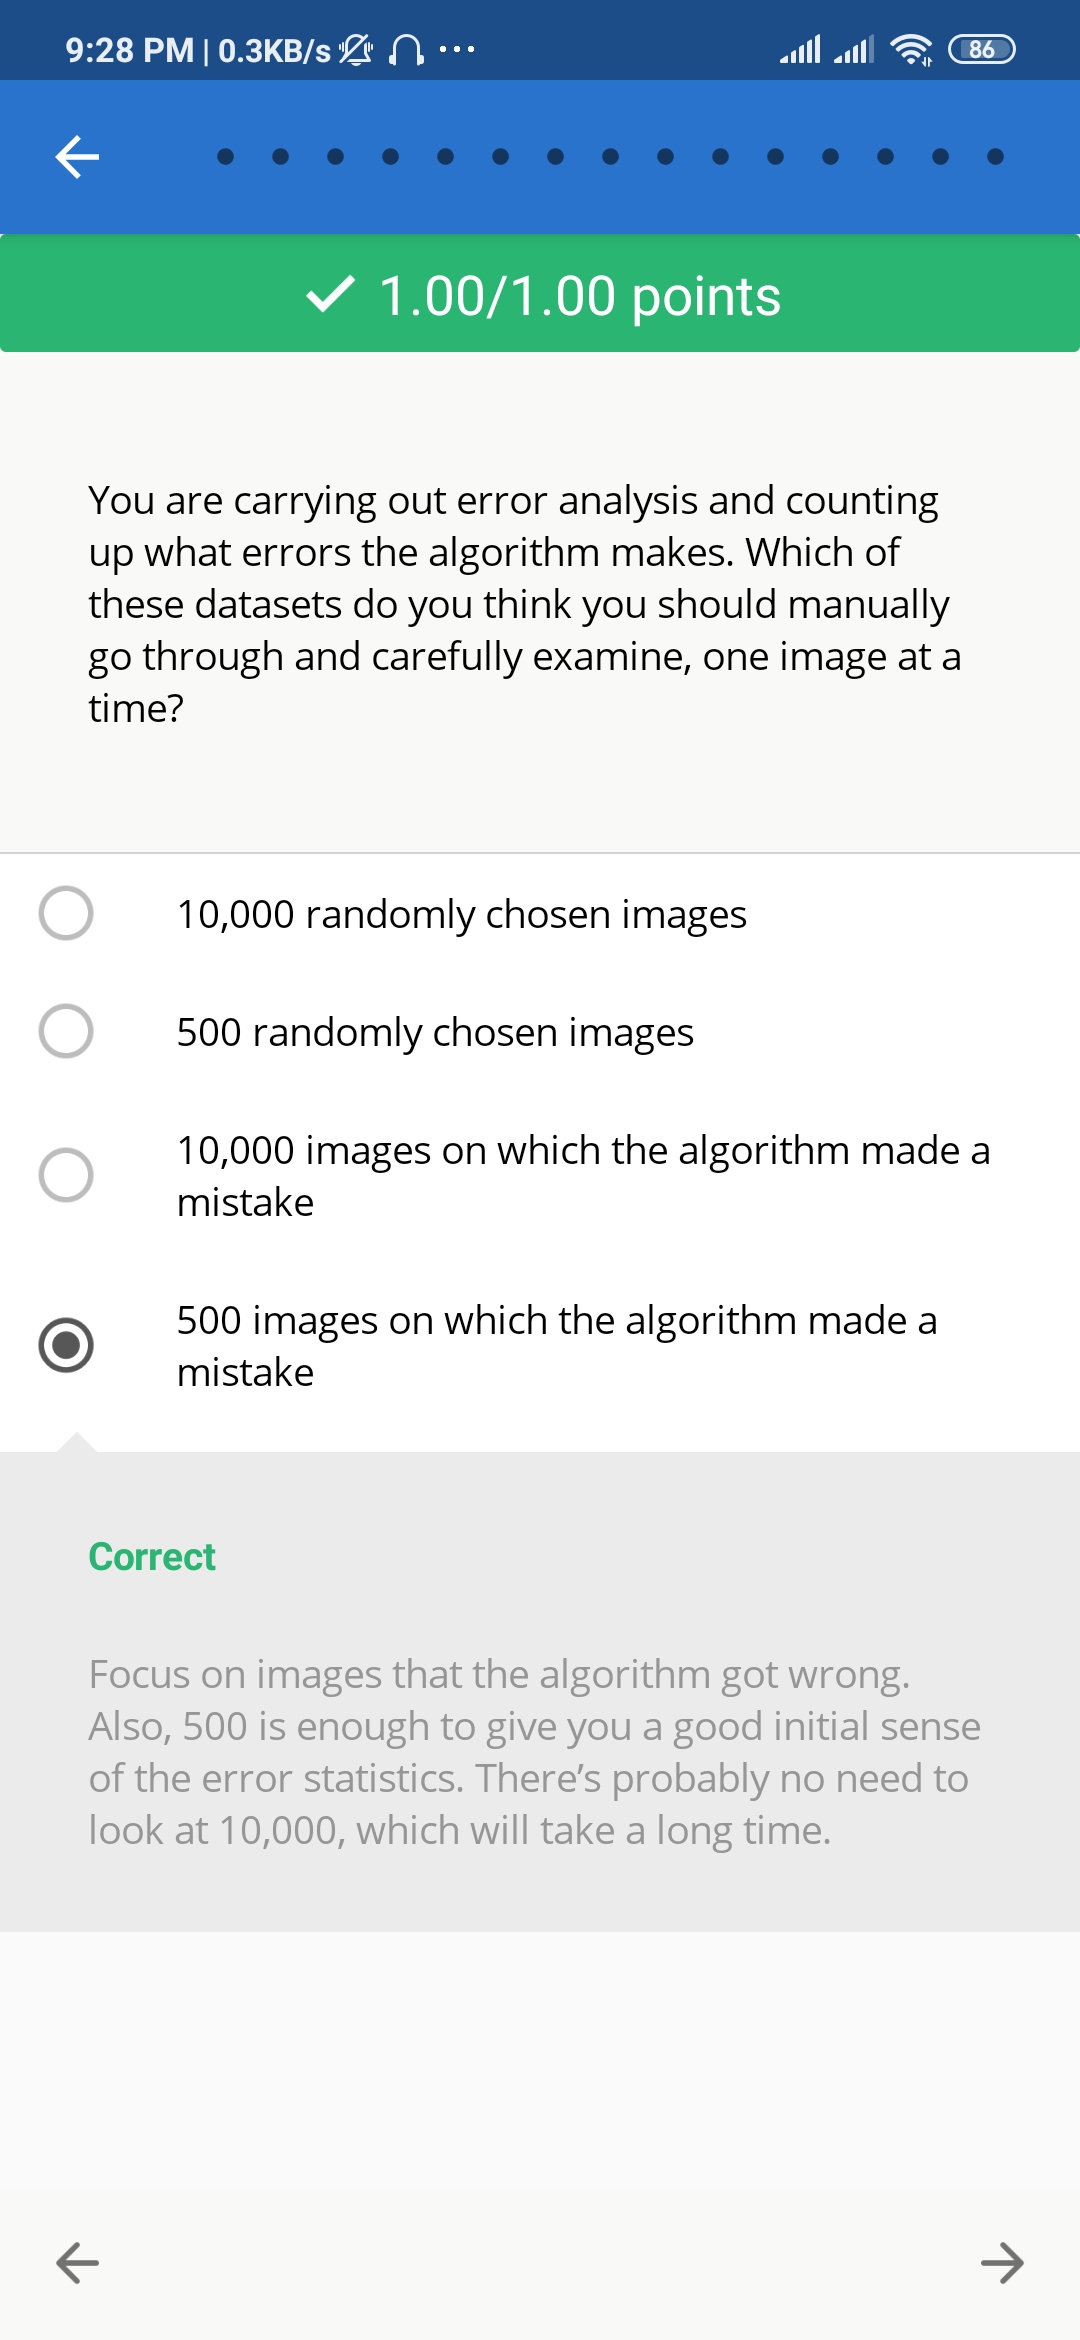 9:28 PM | 0.3KB/s ...
86
1.00/1.00 points
You are carrying out error analysis and counting
up what errors the algorithm makes. Which of
these datasets do you think you should manually
go through and carefully examine, one image at a
time?
10,000 randomly chosen images
500 randomly chosen images
10,000 images on which the algorithm made a
mistake
500 images on which the algorithm made a
mistake
Correct
Focus on images that the algorithm got wrong.
Also, 500 is enough to give you a good initial sense
of the error statistics. There’s probably no need to
look at 10,000, which will take a long time.